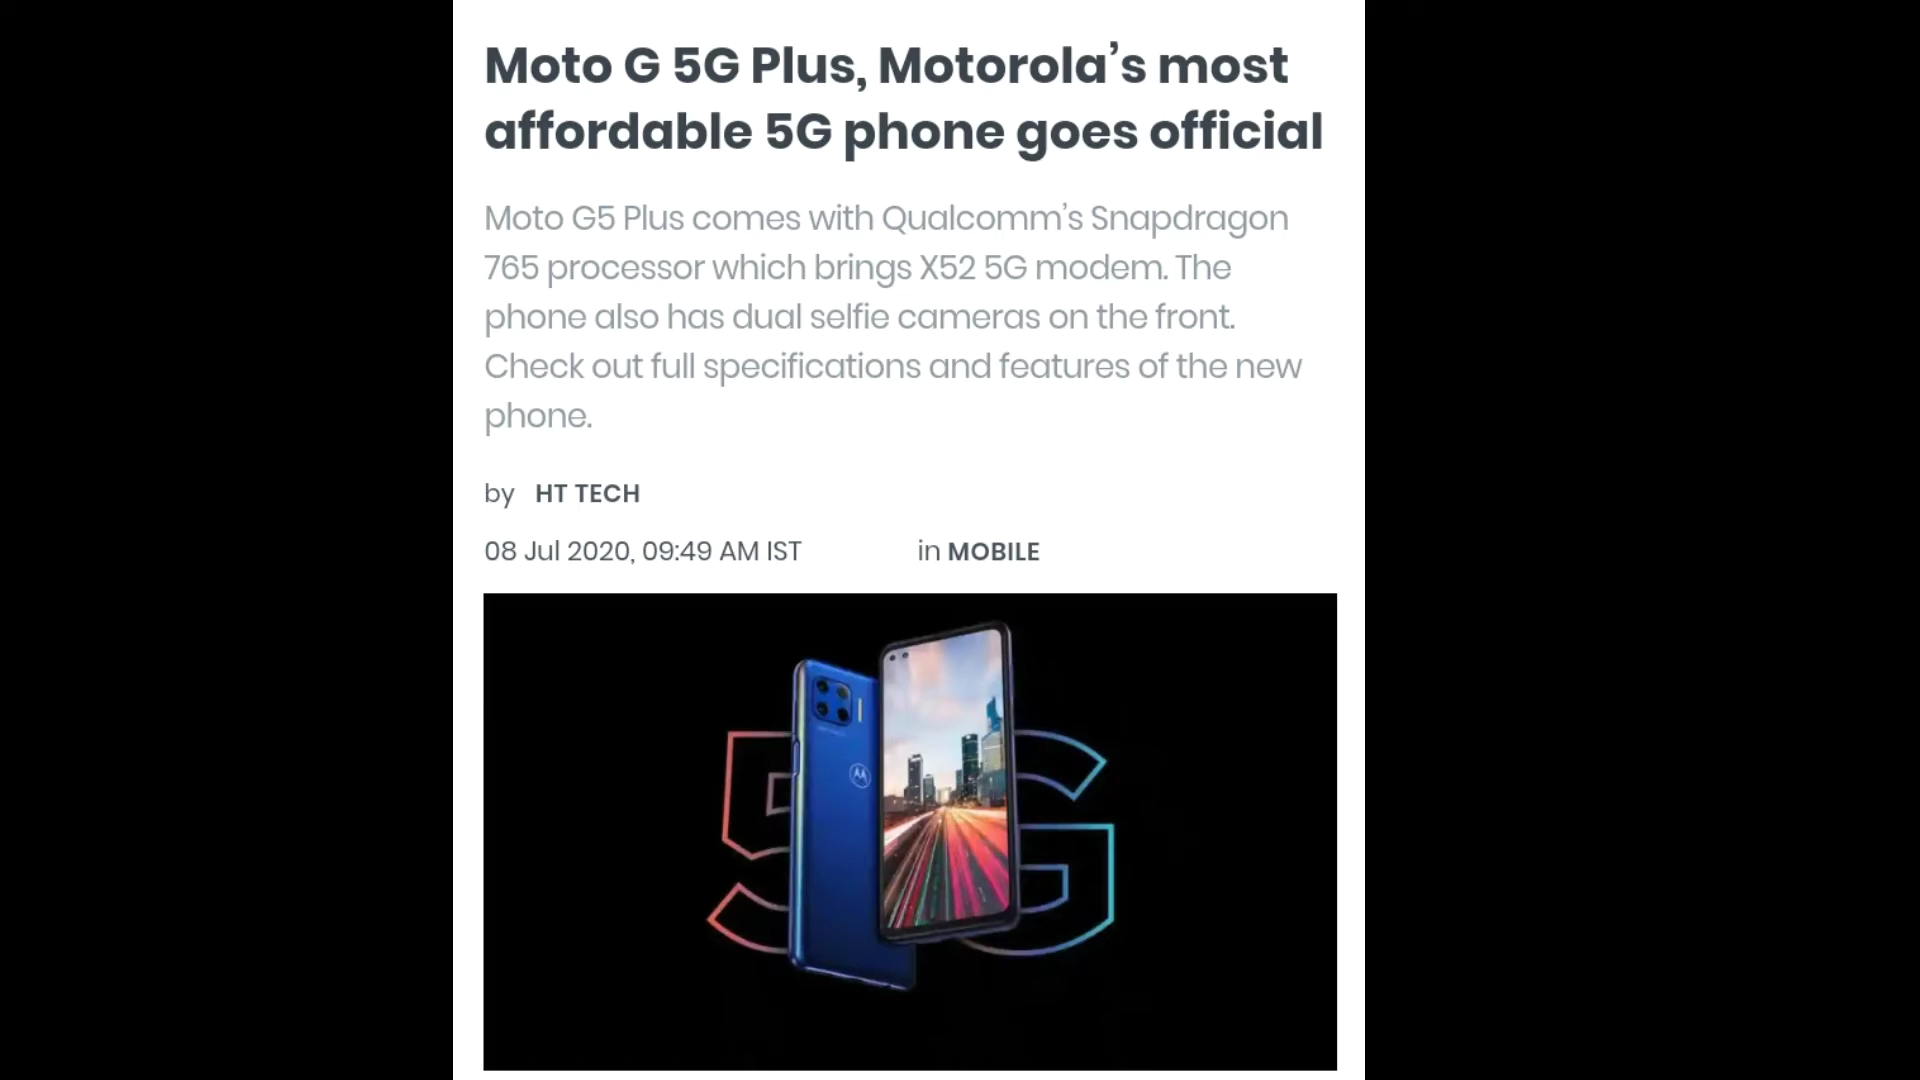 Moto G 5G Plus, Motorola’s most
affordable 5G phone goes official
Moto G5 Plus comes with Qualcomm’s Snapdragon
765 processor which brings X52 5G modem. The
phone also has dual selfie cameras on the front.
Check out full specifications and features of the new
phone.
by HT TECH
08 Jul 2020, 09:49 AM IST in MOBILE
5G